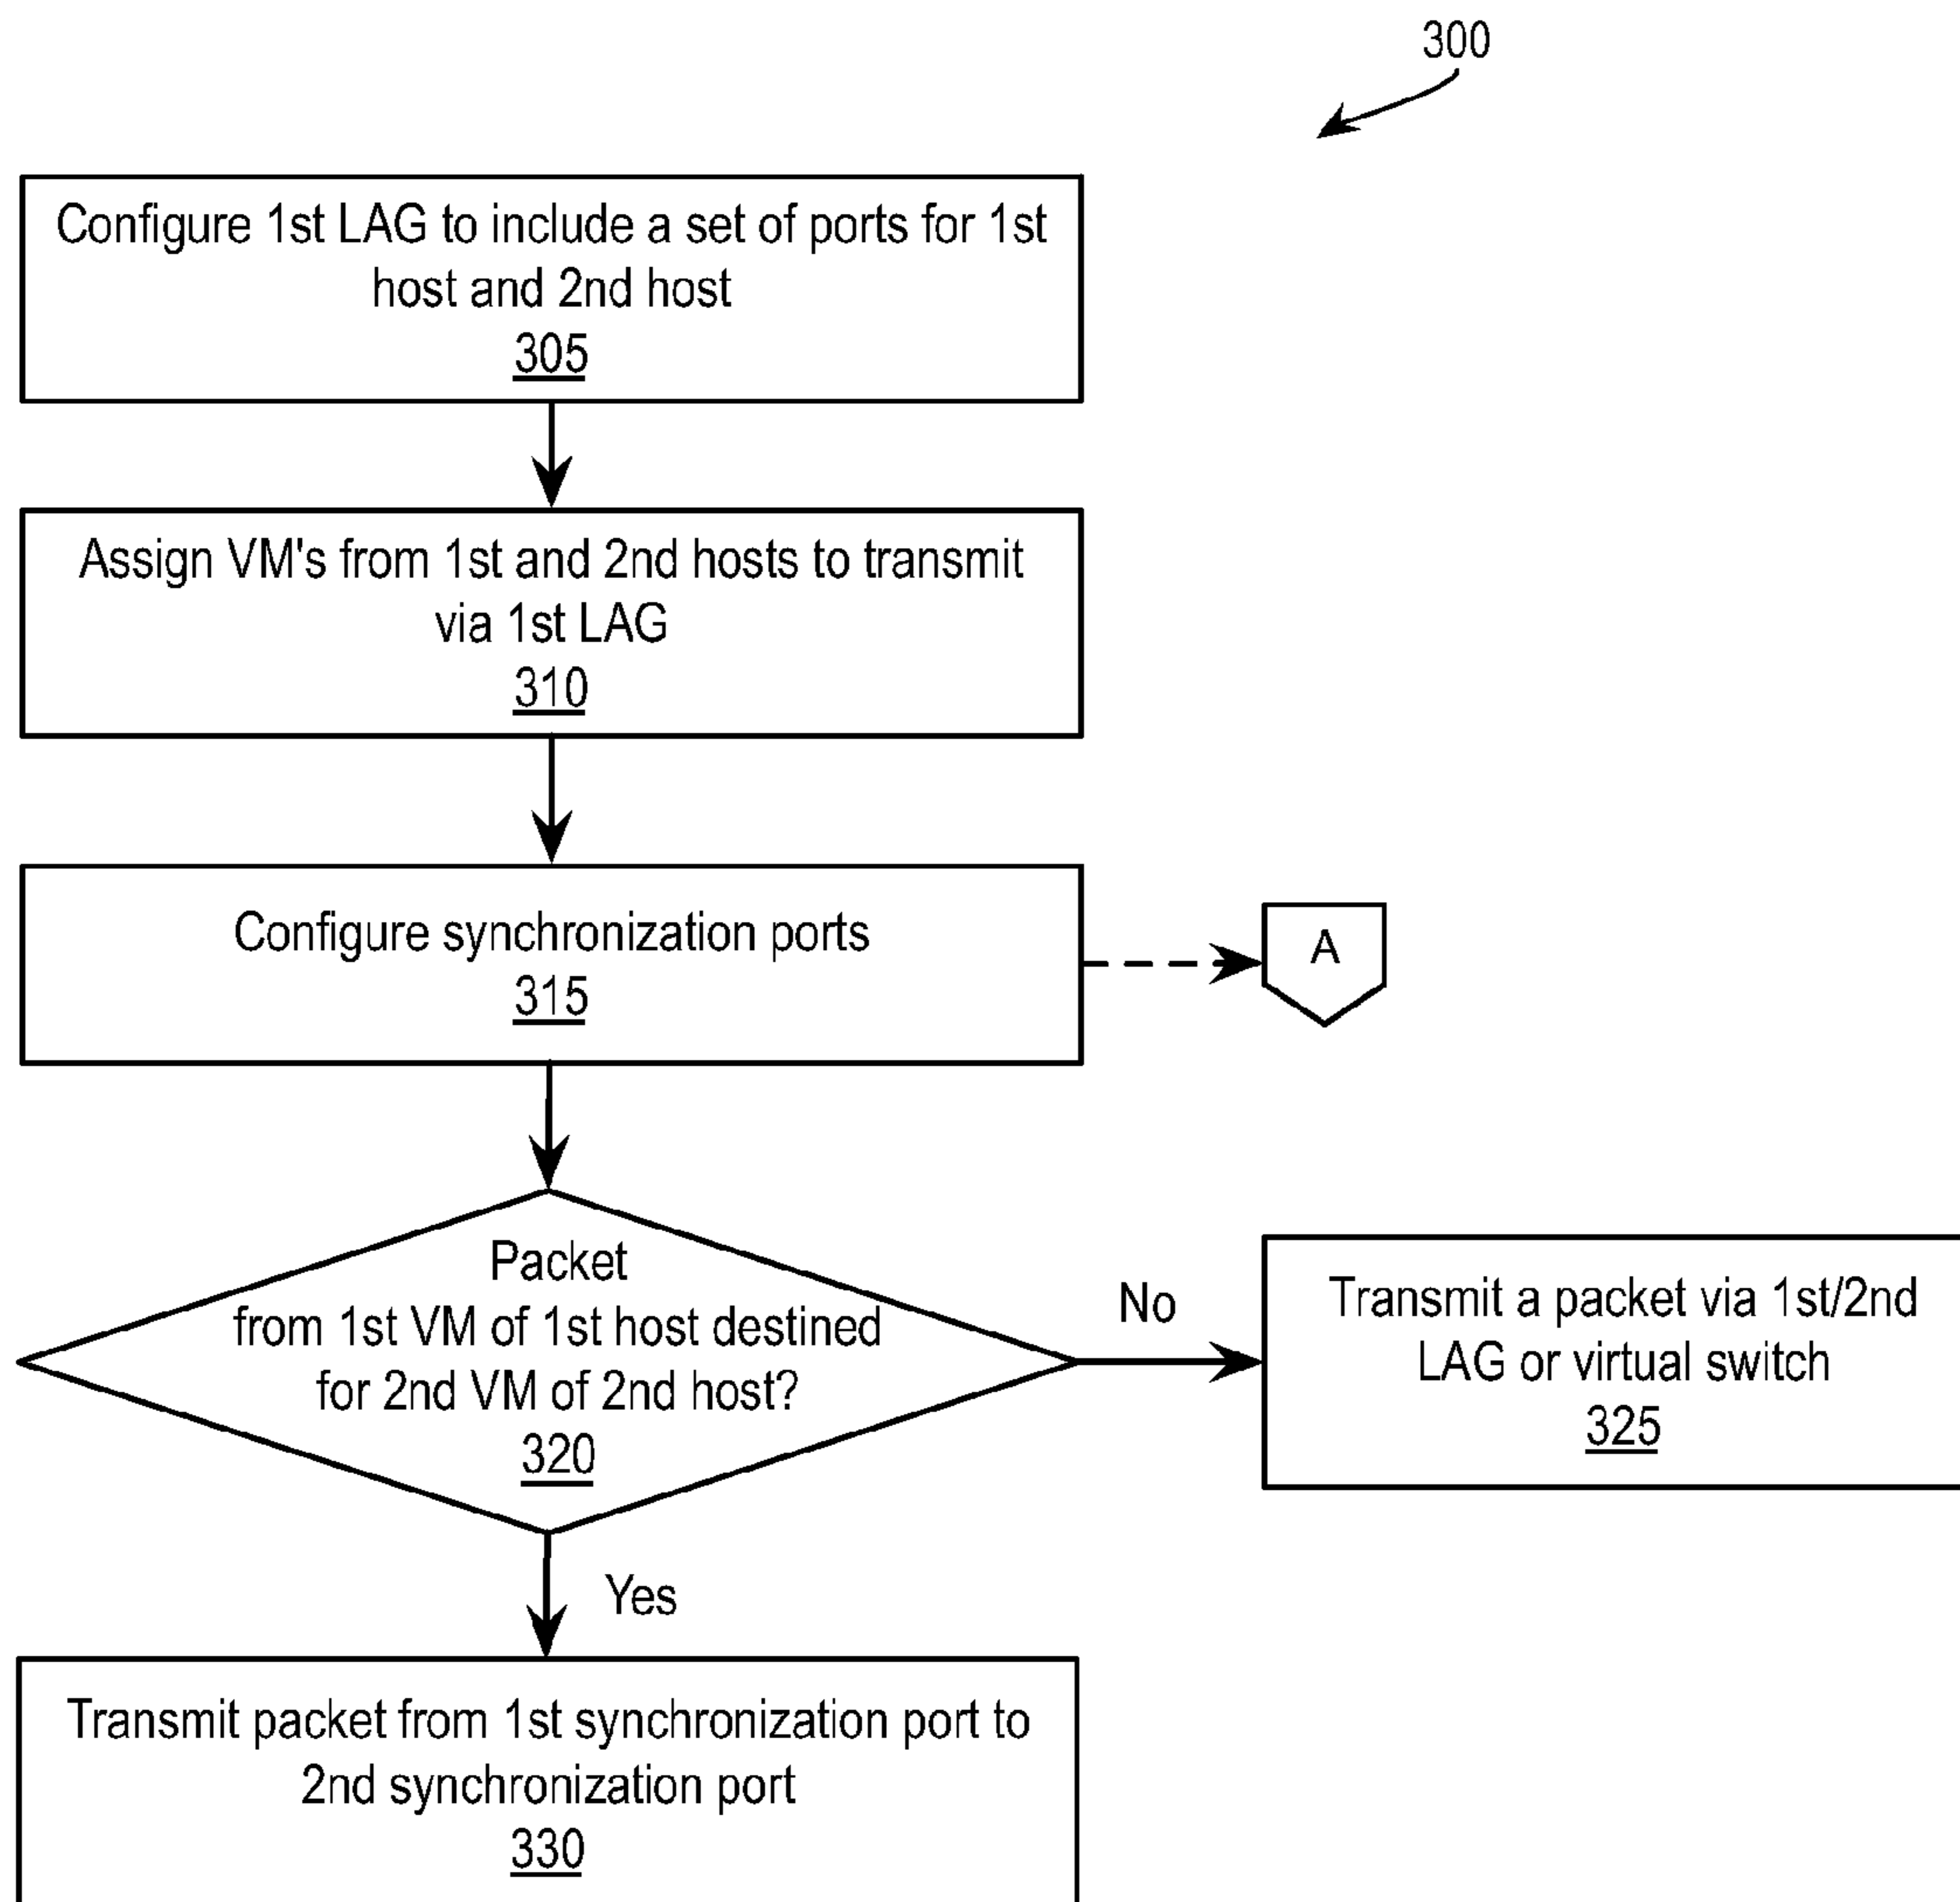 300
Configure 1st LAG to include a set of ports for 1st
host and 2nd host
305
Assign VM's from 1st and 2nd hosts to transmit
via 1st LAG
310
Configure synchronization ports
315
A
Packet
from 1st VM of 1st host destined
for 2nd VM of 2nd host?
320
No
Transmit a packet via 1st/2nd
LAG or virtual switch
325
Yes
Transmit packet from 1st synchronization port to
2nd synchronization port
330